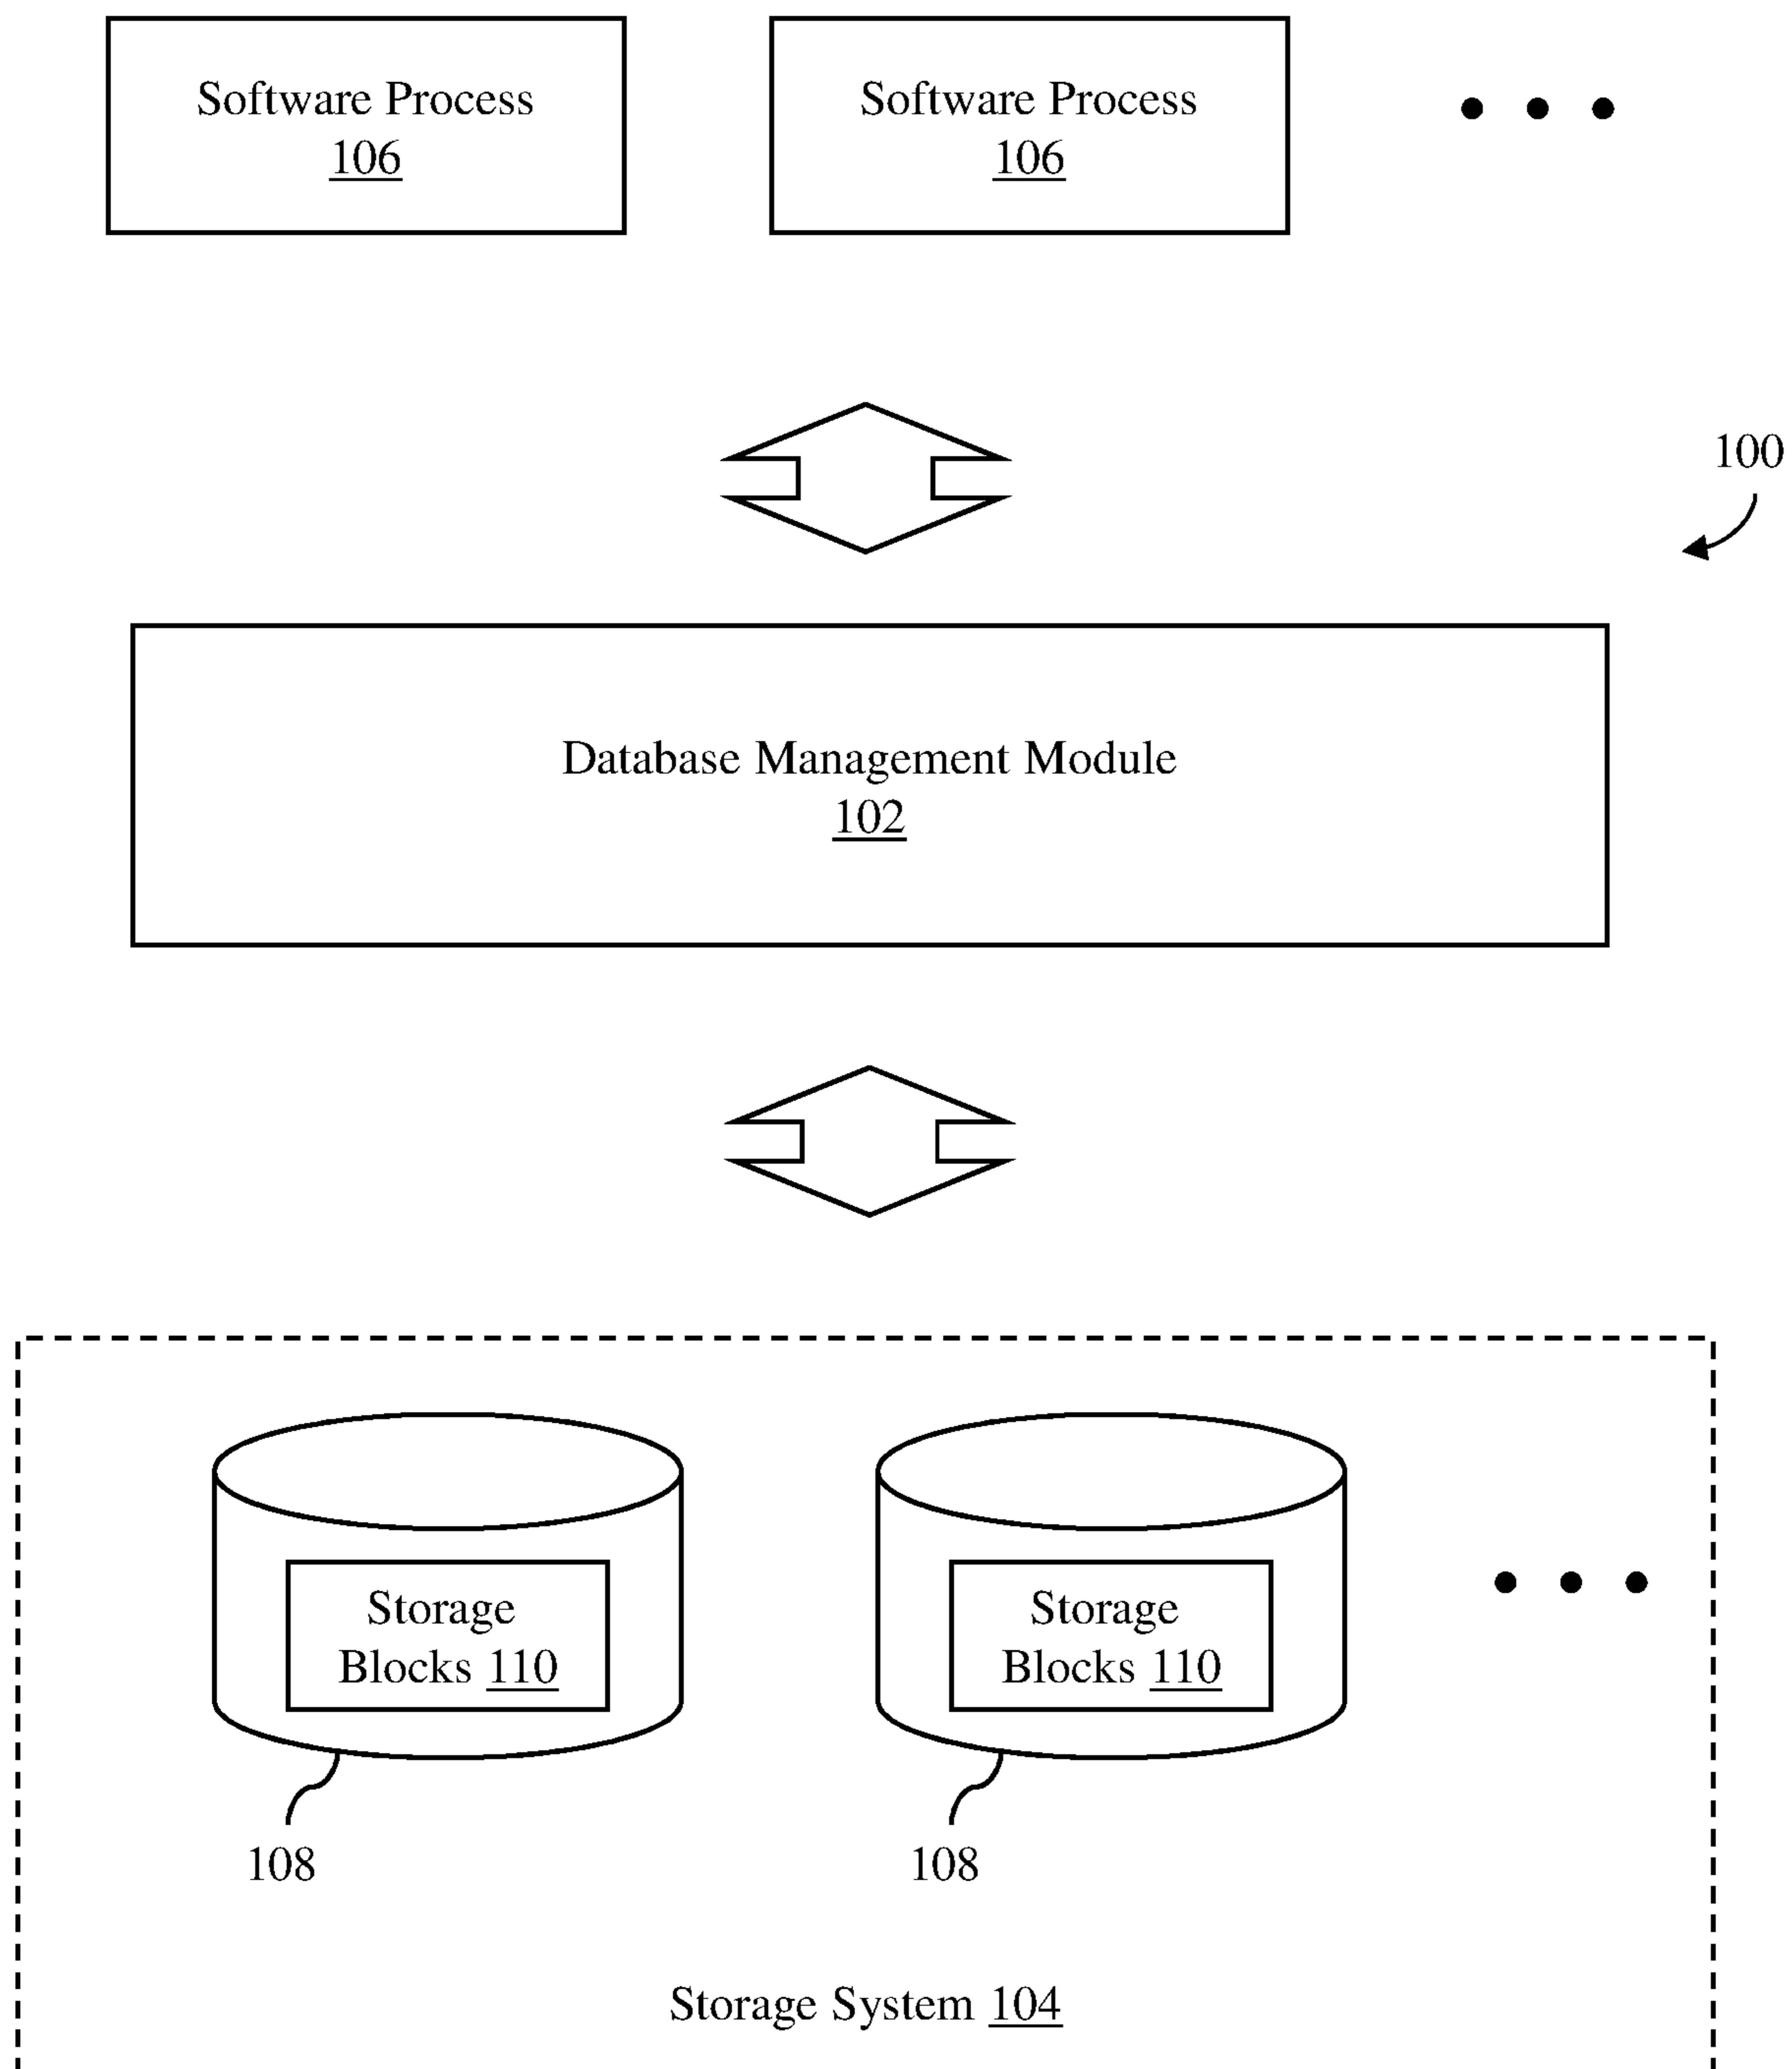 Software Process
106
Software Process
106
100
Database Management Module
102
Storage
Blocks 110
Storage
Blocks 110
108
108
Storage System 104